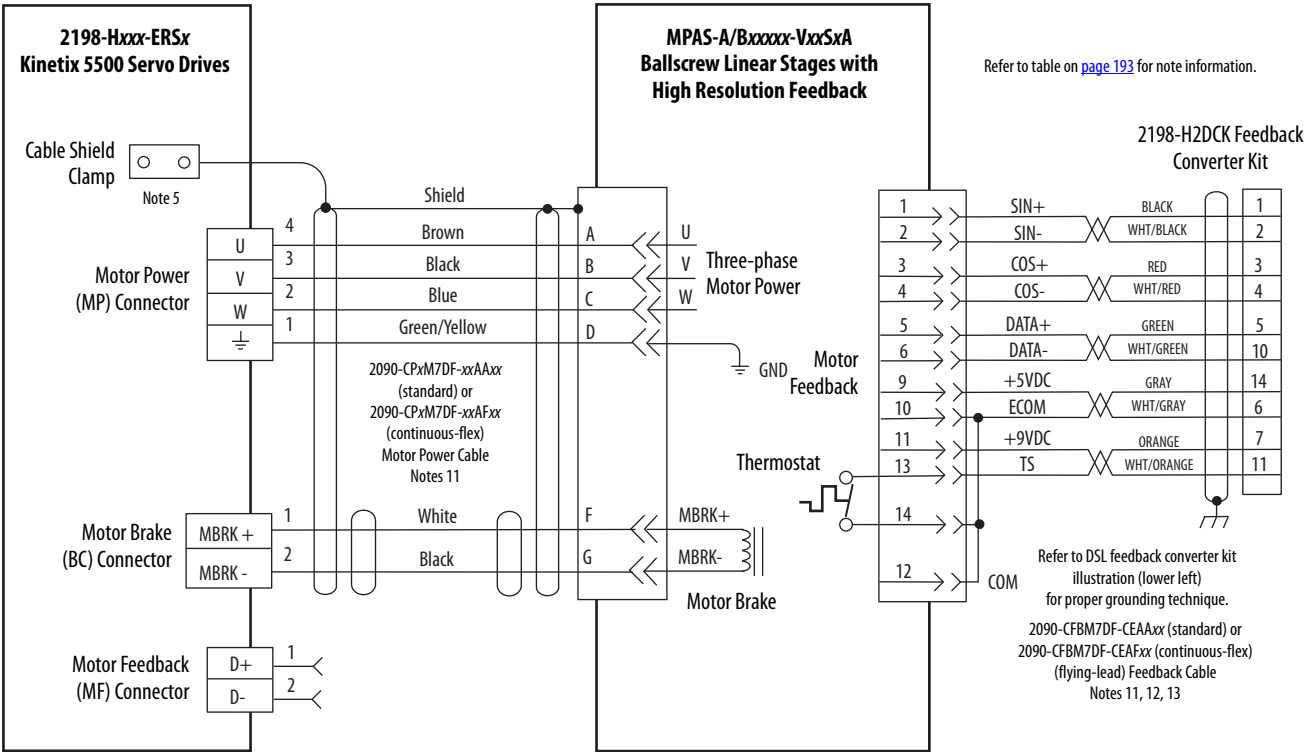 2198-Hxxx-ERSx
Kinetix 5500 Servo Drives
MPAS-A/Bxxxxx-VxxSxA
Ballscrew Linear Stages with
High Resolution Feedback
Refer to table on page 193 for note information.
2198-H2DCK Feedback
Converter Kit
Cable Shield
Clamp
Note 5
Shield
Motor Power
(MP) Connector
U 4 Brown A U
V 3 Black B V
W 2 Blue C W
1 Green/Yellow D
Three-phase
Motor Power
GND
2090-CPxM7DF-xxAAxx
(standard) or
2090-CPxM7DF-xxAFxx
(continuous-flex)
Motor Power Cable
Notes 11
Motor Brake
(BC) Connector
MBRK + 1 White F MBRK+
MBRK - 2 Black G MBRK-
Motor Brake
Motor Feedback
(MF) Connector
D+ 1
D- 2
Motor
Feedback
Thermostat
1 SIN+ BLACK 1
2 SIN- WHT/BLACK 2
3 COS+ RED 3
4 COS- WHT/RED 4
5 DATA+ GREEN 5
6 DATA- WHT/GREEN 10
9 +5VDC GRAY 14
10 ECOM WHT/GRAY 6
11 +9VDC ORANGE 7
13 TS WHT/ORANGE 11
14
12 COM
Refer to DSL feedback converter kit
illustration (lower left)
for proper grounding technique.
2090-CFBM7DF-CEAAxx (standard) or
2090-CFBM7DF-CEAFxx (continuous-flex)
(flying-lead) Feedback Cable
Notes 11, 12, 13